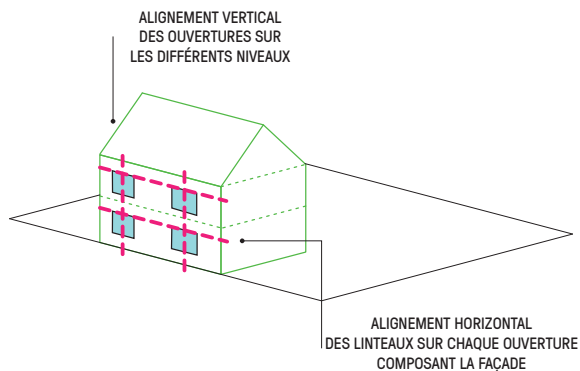 ALIGNEMENT VERTICAL
DES OUVERTURES SUR
LES DIFFÉRENTS NIVEAUX
ALIGNEMENT HORIZONTAL
DES LINTEAUX SUR CHAQUE OUVERTURE
COMPOSANT LA FAÇADE